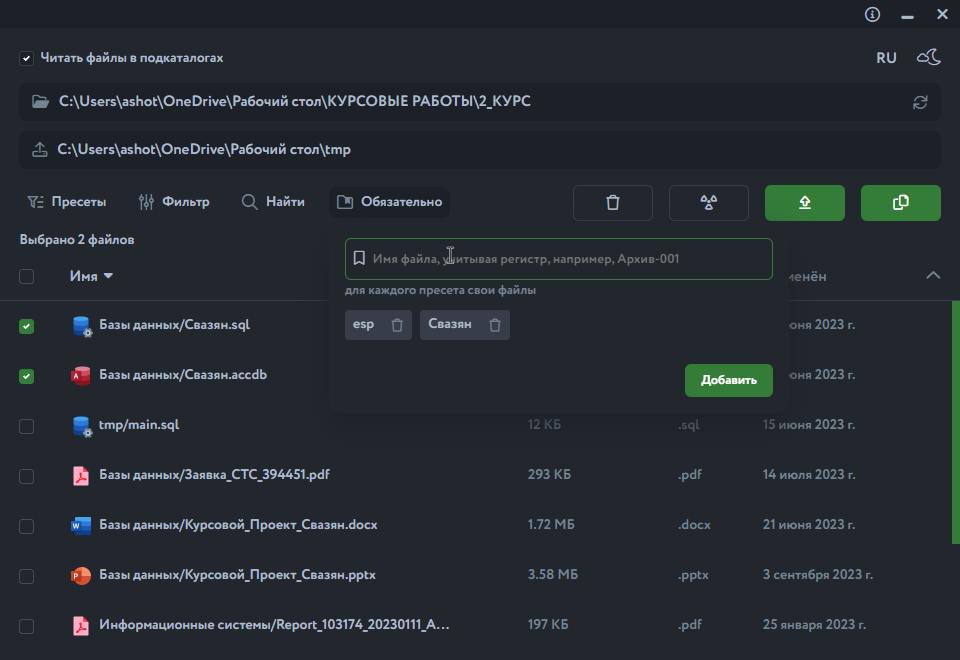 Читать файлы в подкаталогах
RU
C:\Users\ashot\OneDrive\Рабочий стол\КУРСОВЫЕ РАБОТЫ\2_КУРС
C:\Users\ashot\OneDrive\Рабочий стол\tmp
Пресеты Фильтр Найти Обязательно
Выбрано 2 файлов
Имя файла, учитывая регистр, например, Архив-001
для каждого пресета свои файлы
esp Свазян
Добавить
Имя
Базы данных/Свазян.sql 2023 г.
Базы данных/Свазян.accdb 2023 г.
tmp/main.sql 12 КБ .sql 15 июня 2023 г.
Базы данных/Заявка_СТС_394451.pdf 293 КБ .pdf 14 июля 2023 г.
Базы данных/Курсовой_Проект_Свазян.docx 1.72 МБ .docx 21 июня 2023 г.
Базы данных/Курсовой_Проект_Свазян.pptx 3.58 МБ .pptx 3 сентября 2023 г.
Информационные системы/Report_103174_20230111_A... 197 КБ .pdf 25 января 2023 г.